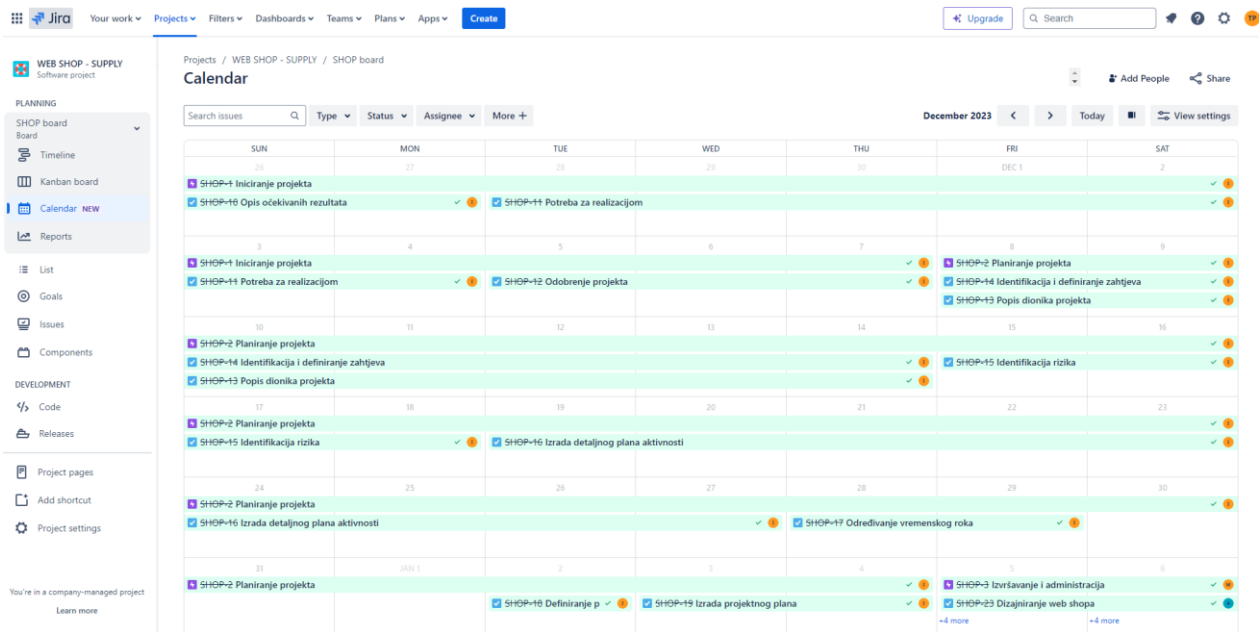 Jira Your work Projects Filters Dashboards Teams Plans Apps Create Upgrade Search TP
WEB SHOP - SUPPLY
Software project
PLANNING
SHOP board
Board
Timeline
Kanban board
Calendar NEW
Reports
List
Goals
Issues
Components
DEVELOPMENT
Code
Releases
Project pages
Add shortcut
Project settings
You're in a company-managed project
Learn more
Projects / WEB SHOP - SUPPLY / SHOP board
Calendar
Add People Share
Search issues Type Status Assignee More + December 2023 Today View settings
SUN MON TUE WED THU FRI SAT
26 27 28 29 30 DEC 1 2
SHOP-1 Iniciranje projekta
SHOP-10 Opis očekivanih rezultata SHOP-11 Potreba za realizacijom
3 4 5 6 7 8 9
SHOP-1 Iniciranje projekta SHOP-2 Planiranje projekta
SHOP-11 Potreba za realizacijom SHOP-12 Odobrenje projekta SHOP-14 Identifikacija i definiranje zahtjeva
SHOP-13 Popis dionika projekta
10 11 12 13 14 15 16
SHOP-2 Planiranje projekta
SHOP-14 Identifikacija i definiranje zahtjeva SHOP-15 Identifikacija rizika
SHOP-13 Popis dionika projekta
17 18 19 20 21 22 23
SHOP-2 Planiranje projekta
SHOP-15 Identifikacija rizika SHOP-16 Izrada detaljnog plana aktivnosti
24 25 26 27 28 29 30
SHOP-2 Planiranje projekta
SHOP-16 Izrada detaljnog plana aktivnosti SHOP-17 Određivanje vremenskog roka
31 JAN 1 2 3 4 5 6
SHOP-2 Planiranje projekta SHOP-3 Izvršavanje i administracija
SHOP-18 Definiranje p SHOP-19 Izrada projektnog plana SHOP-23 Dizajniranje web shopa
+4 more +4 more